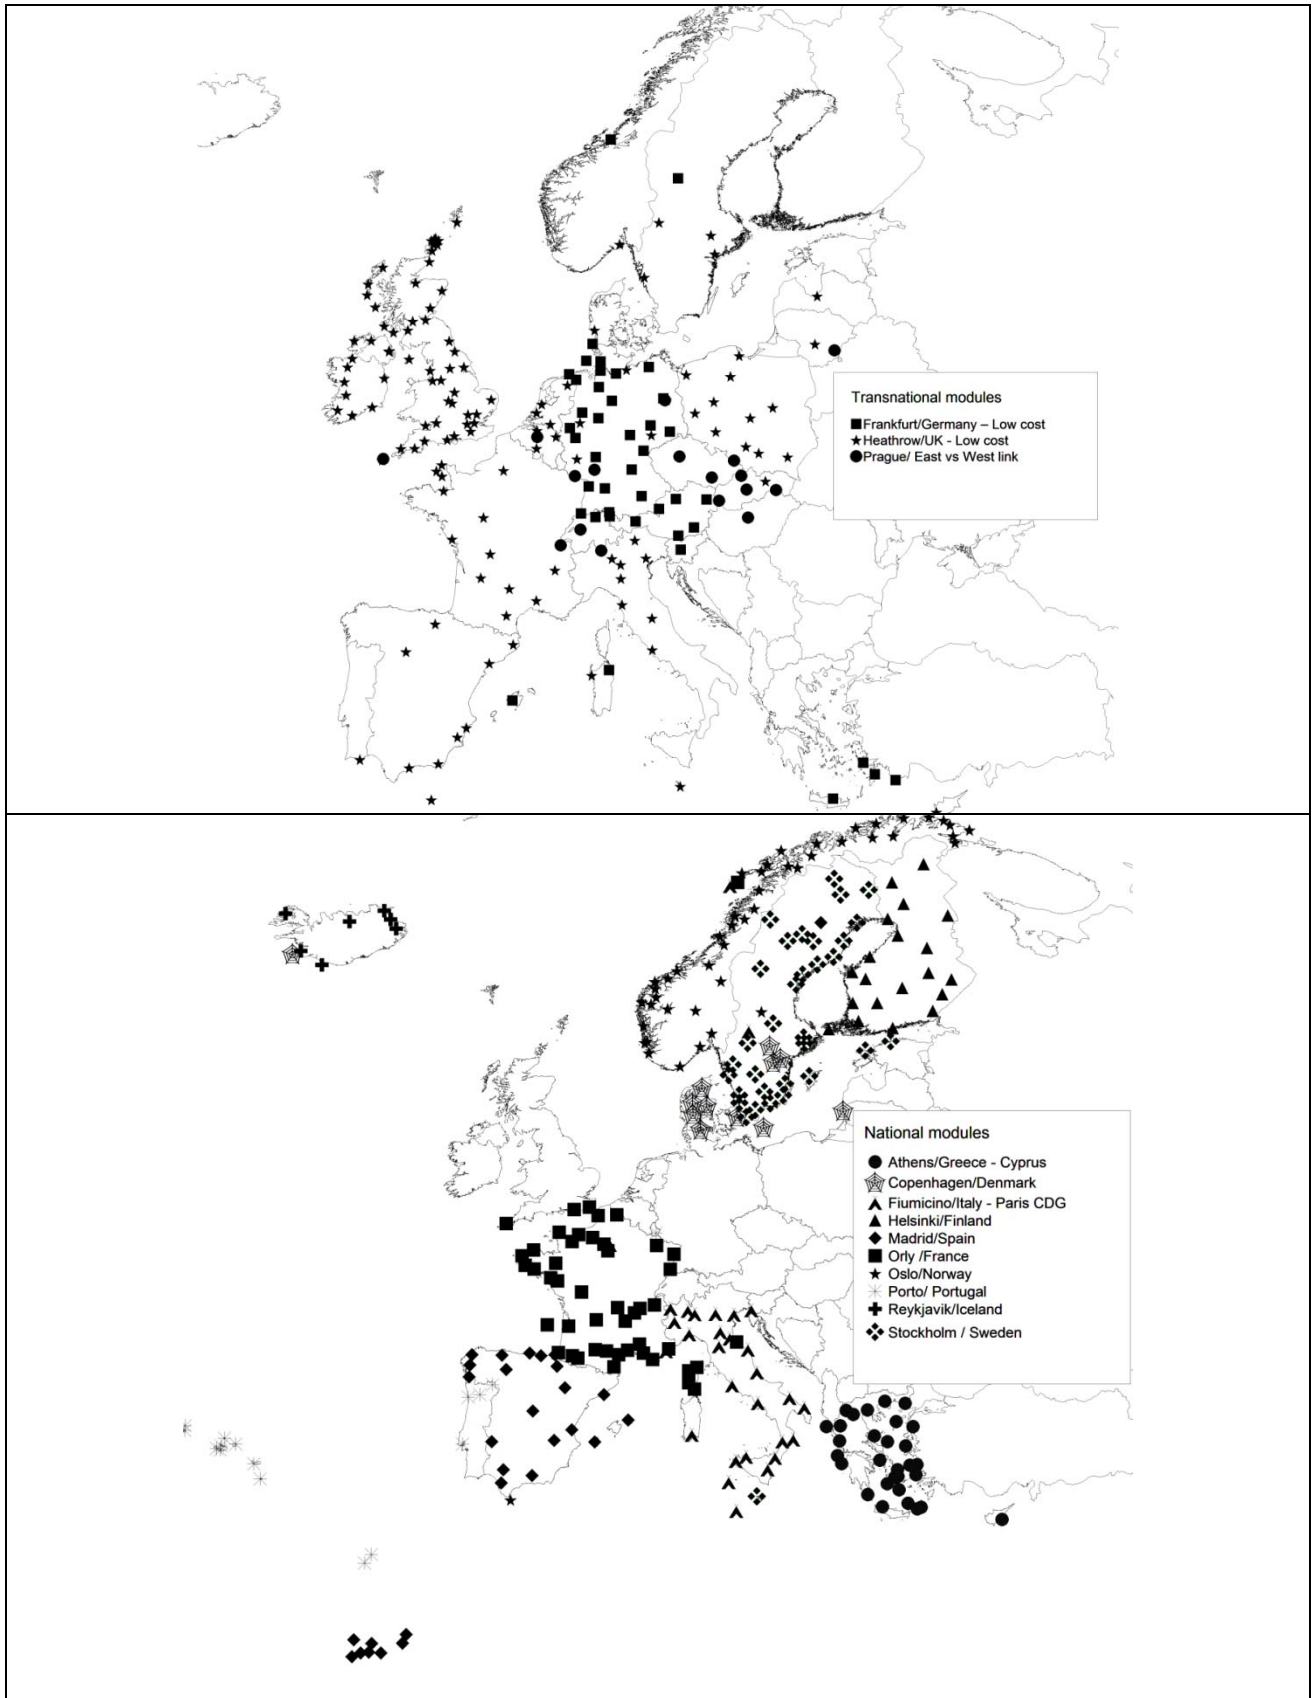 Transnational modules
Frankfurt/Germany – Low cost
Heathrow/UK - Low cost
Prague/ East vs West link
National modules
Athens/Greece - Cyprus
Copenhagen/Denmark
Fiumicino/Italy - Paris CDG
Helsinki/Finland
Madrid/Spain
Orly /France
Oslo/Norway
Porto/ Portugal
Reykjavik/Iceland
Stockholm / Sweden